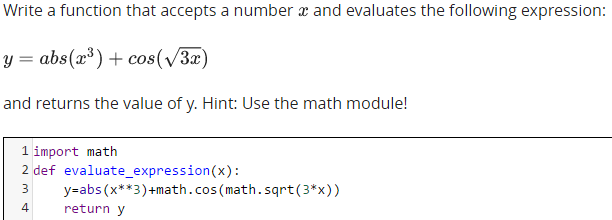 Write a function that accepts a number x and evaluates the following expression:
y = abs(x³) + cos(√3x)
and returns the value of y. Hint: Use the math module!
1 import math
2 def evaluate_expression(x):
3     y=abs(x**3)+math.cos(math.sqrt(3*x))
4     return y